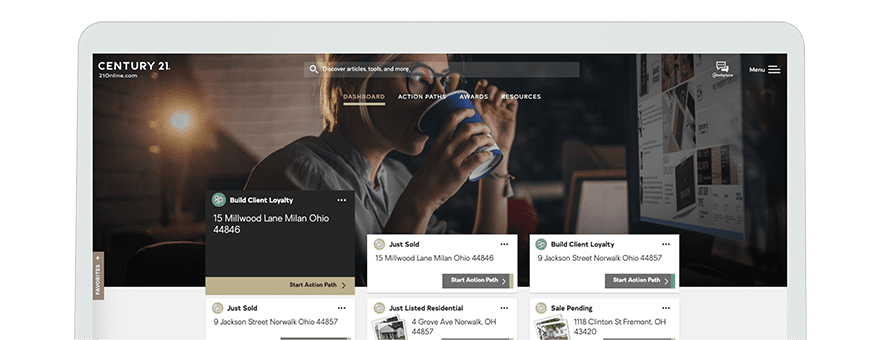 CENTURY 21.
21Online.com
Discover articles, tools, and more
workplace
Menu
DASHBOARD
ACTION PATHS
AWARDS
RESOURCES
Build Client Loyalty
15 Millwood Lane Milan Ohio
44846
Start Action Path
Just Sold
15 Millwood Lane Milan Ohio 44846
Start Action Path
Build Client Loyalty
9 Jackson Street Norwalk Ohio 44857
Start Action Path
FAVORITES
Just Sold
9 Jackson Street Norwalk Ohio 44857
Just Listed Residential
4 Grove Ave Norwalk, OH
44857
Sale Pending
1118 Clinton St Fremont, OH
43420